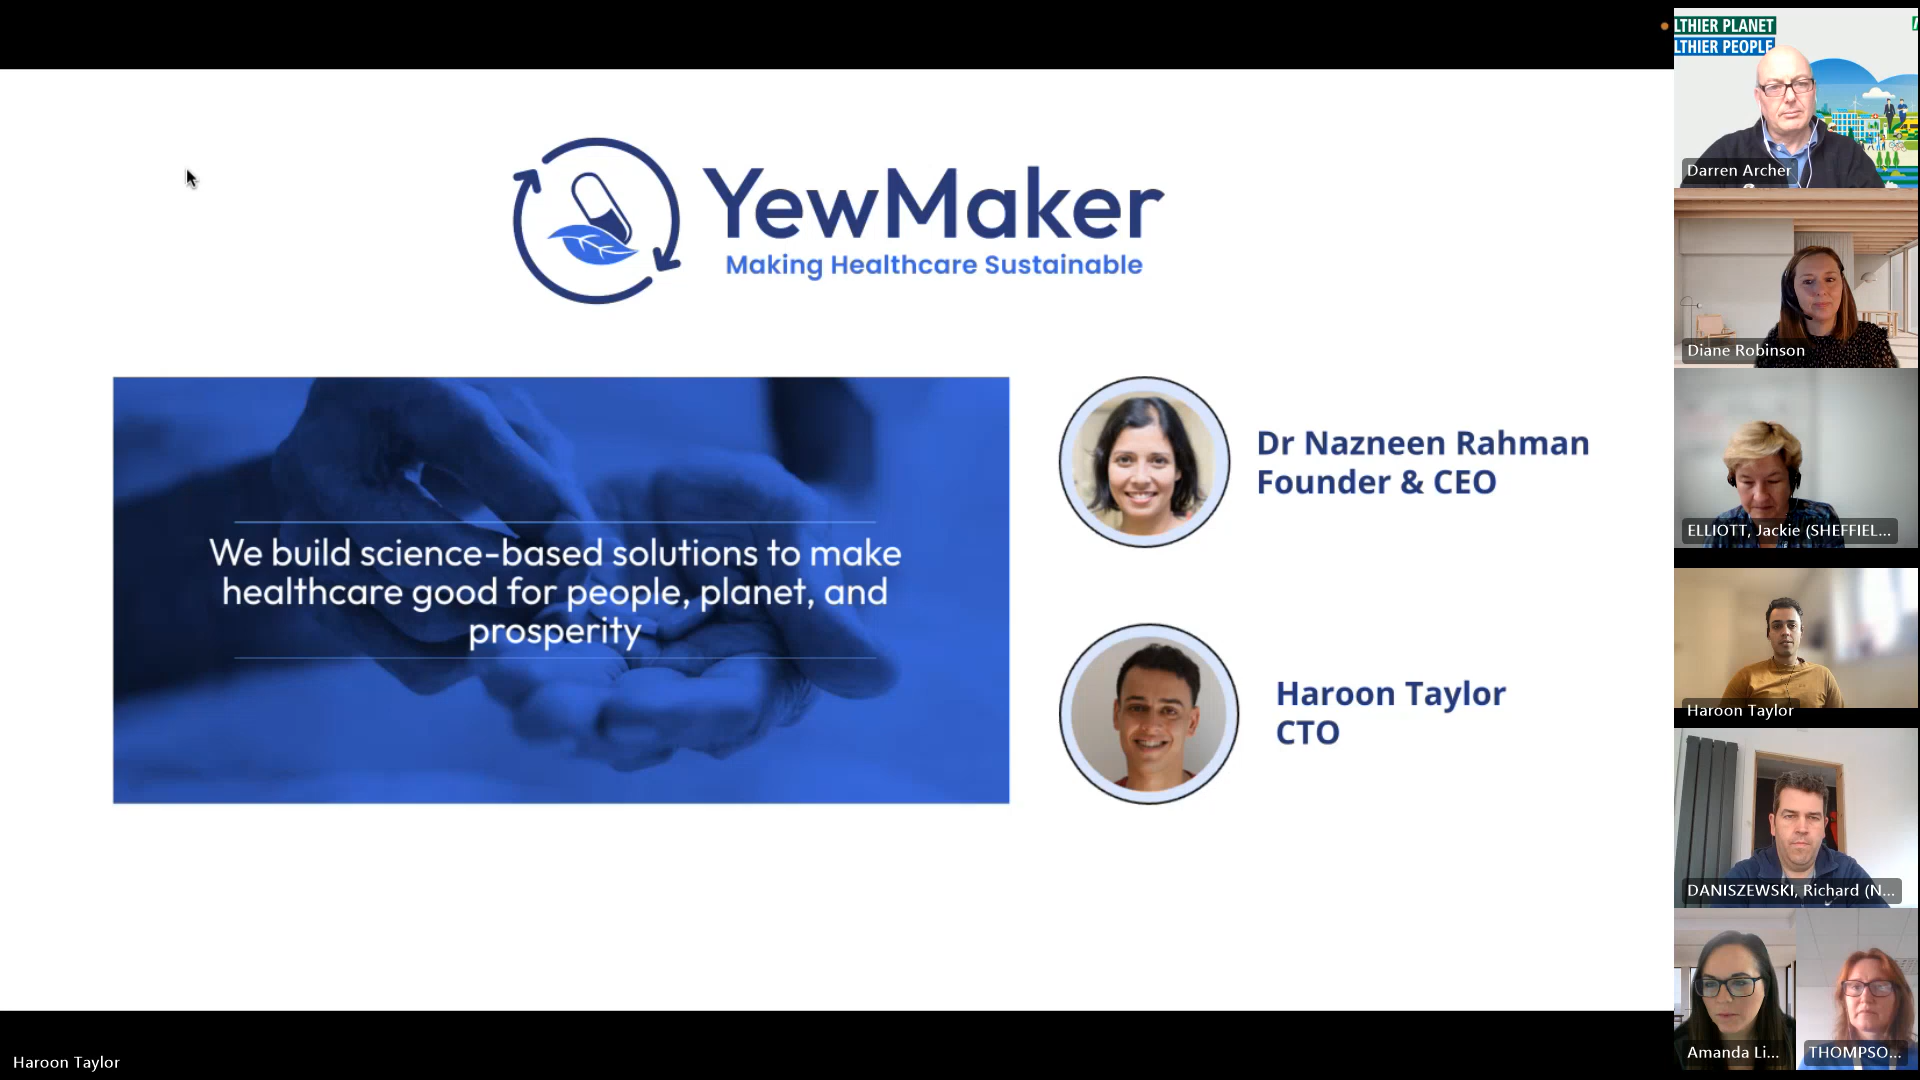 YewMaker
Making Healthcare Sustainable
We build science-based solutions to make
healthcare good for people, planet, and
prosperity
Dr Nazneen Rahman
Founder & CEO
Haroon Taylor
CTO
Haroon Taylor
LTHIER PLANET
LTHIER PEOPLE
Darren Archer
Diane Robinson
ELLIOTT, Jackie (SHEFFIEL...
Haroon Taylor
DANISZEWSKI, Richard (N...
Amanda Li...
THOMPSO...